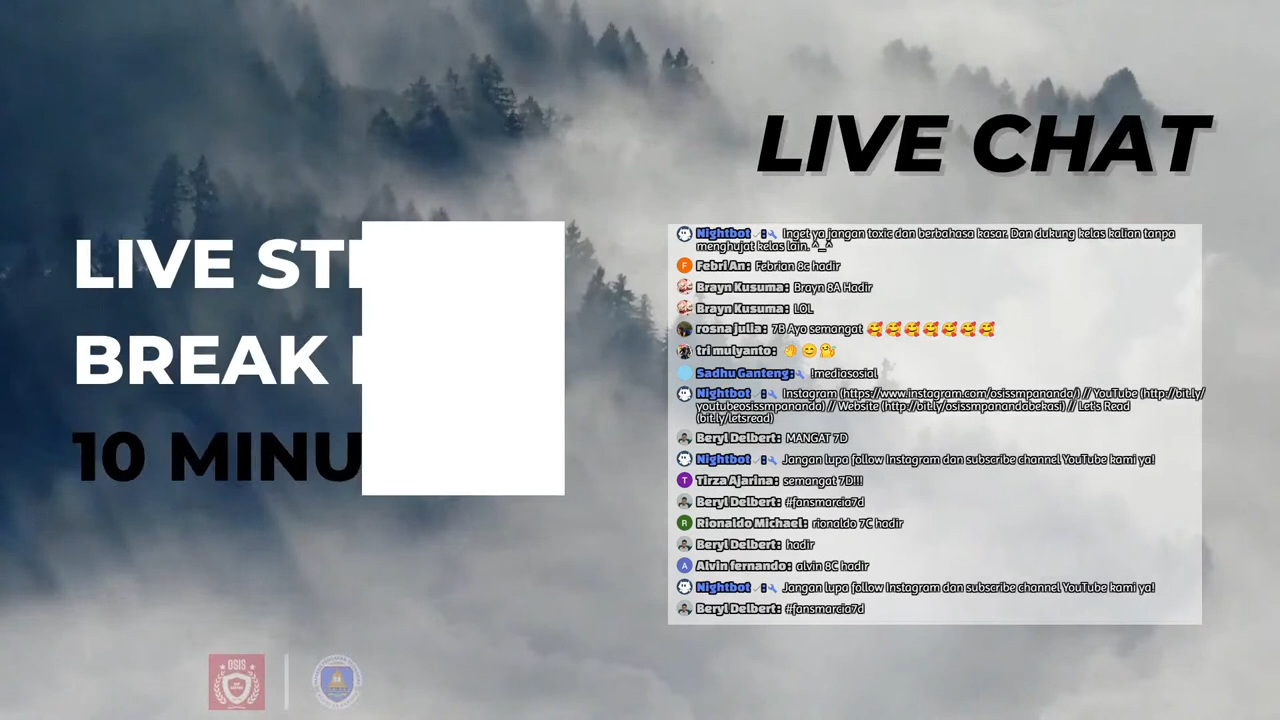 LIVE CHAT
LIVE
BREAK
10
Nightbot : Inget ya jangan toxic dan berbahasa kasar. Dan dukung kelas kalian tanpa
menghujat kelas lain. ^_^
Febri An: Febrian 8c hadir
Brayn Kusuma: Brayn 8A Hadir
Brayn Kusuma: LOL
rosna julia: 7B Ayo semangat 🥰🥰🥰🥰🥰🥰🥰
tri mulyanto: 👏😊🤗
Sadhu Ganteng: !mediasosial
Nightbot : Instagram (https://www.instagram.com/osissmpananda/) // YouTube (http://bit.ly/
youtubeosissmpananda) // Website (http://bit.ly/osissmpanandabekasi) // Let's Read
(bit.ly/letsread)
Beryl Delbert: MANGAT 7D
Nightbot : Jangan lupa follow Instagram dan subscribe channel YouTube kami ya!
Tirza Ajarina: semangat 7D!!!
Beryl Delbert: #fansmarcia7d
Rionaldo Michael: rionaldo 7C hadir
Beryl Delbert: hadir
Alvin fernando: alvin 8C hadir
Nightbot : Jangan lupa follow Instagram dan subscribe channel YouTube kami ya!
Beryl Delbert: #fansmarcia7d
OSIS